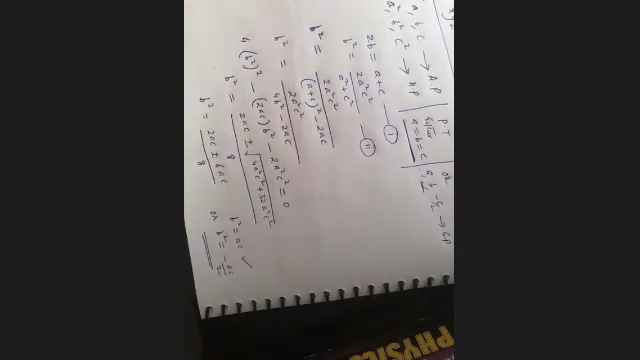 a, b, c → A.P | P.T | or
a², b², c² → H.P | Either a = b = c | a, b, -c/2 → G.P
2b = a+c — (I)
b² = 2a²c² / a²+c² — (II)
b² = 2a²c² / (a+c)² - 2ac
b² = 2a²c² / 4b² - 2ac
4(b²)² - (2ac)b² - 2a²c² = 0
b² = 2ac ± √4a²c²+32a²c² / 8
b² = 2ac ± 6ac / 8
b² = ac ✓
or b² = -ac/2
PHYSICS